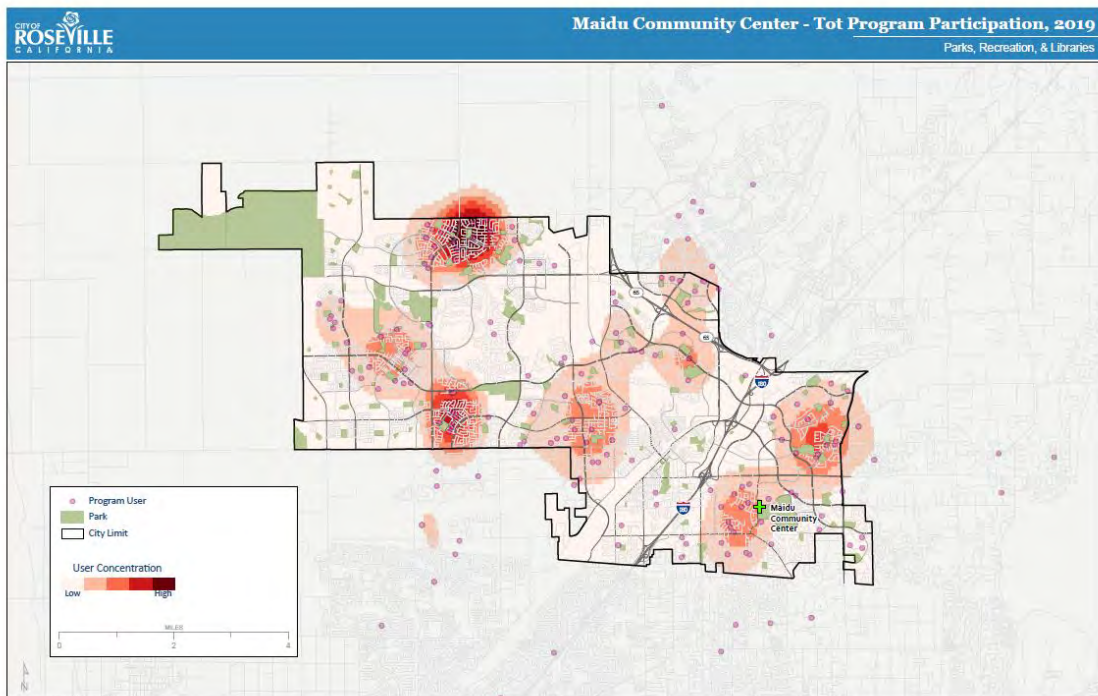 CITY OF
ROSEVILLE
CALIFORNIA
Maidu Community Center - Tot Program Participation, 2019
Parks, Recreation, & Libraries
65
65
80
80
Maidu
Community
Center
Program User
Park
City Limit
User Concentration
Low High
MILES
0 2 4
N